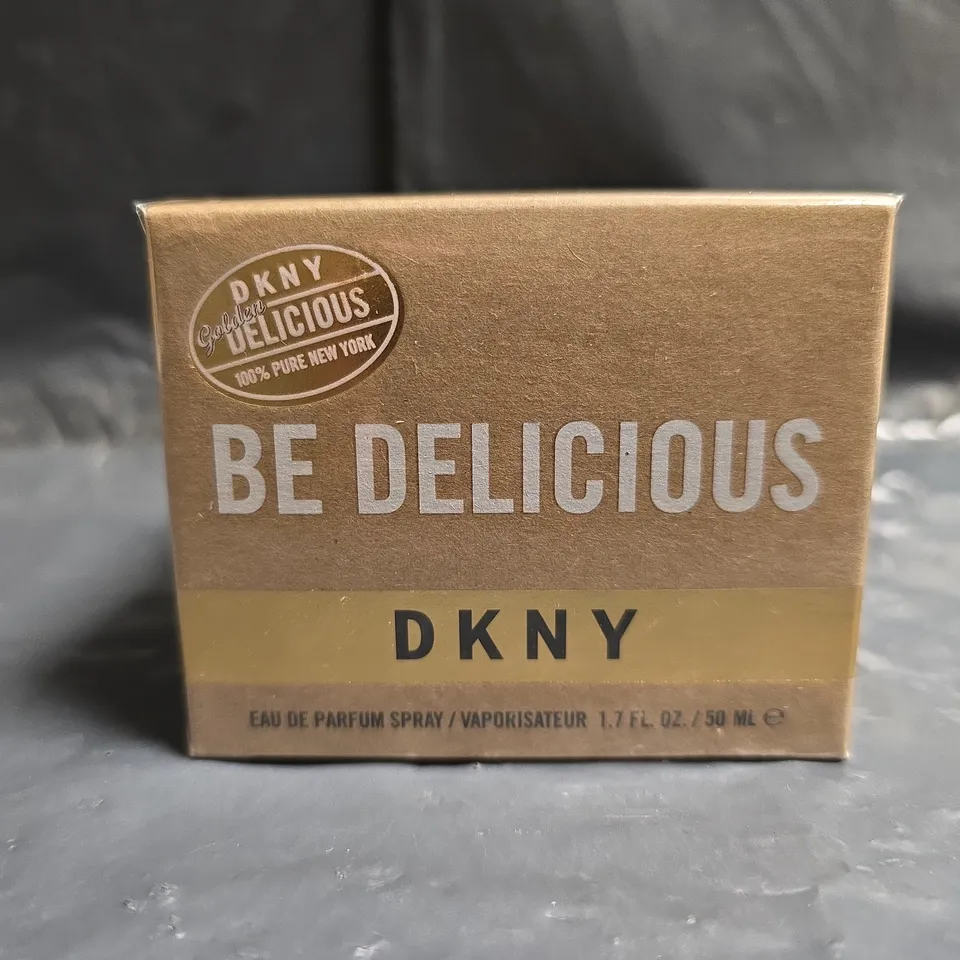 DKNY
Golden
DELICIOUS
100% PURE NEW YORK
BE DELICIOUS
DKNY
EAU DE PARFUM SPRAY / VAPORISATEUR 1.7 FL. OZ. / 50 ML ℮